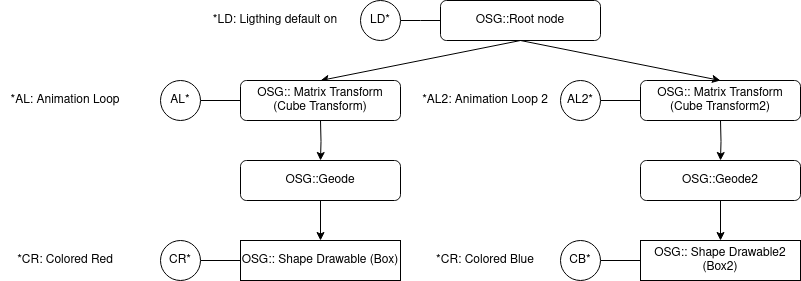 *LD: Ligthing default on
LD*
OSG::Root node
*AL: Animation Loop
AL*
OSG:: Matrix Transform
(Cube Transform)
*AL2: Animation Loop 2
AL2*
OSG:: Matrix Transform
(Cube Transform2)
OSG::Geode
OSG::Geode2
*CR: Colored Red
CR*
OSG:: Shape Drawable (Box)
*CR: Colored Blue
CB*
OSG:: Shape Drawable2
(Box2)